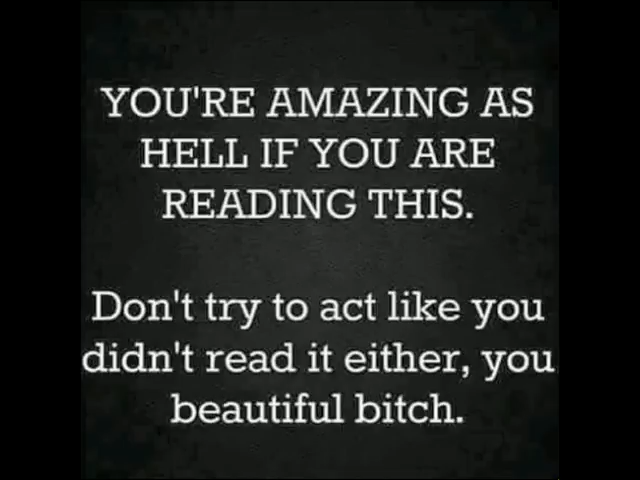 YOU'RE AMAZING AS
HELL IF YOU ARE
READING THIS.
Don't try to act like you
didn't read it either, you
beautiful bitch.